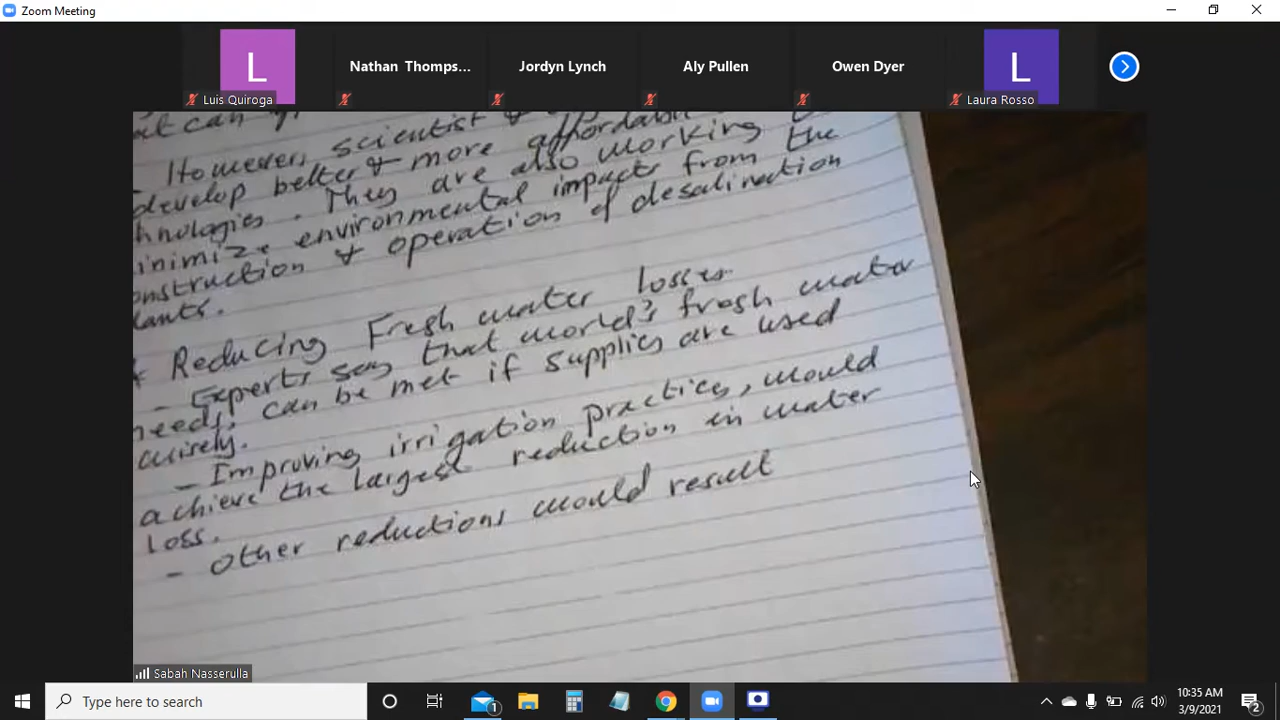 Zoom Meeting
L
Luis Quiroga
Nathan Thomps...
Jordyn Lynch
Aly Pullen
Owen Dyer
L
Laura Rosso
- However, scientist &
develop better & more affordable
hnologies. They are also working
inimize environmental impacts from the
onstruction & operation of desalination
lants.
* Reducing Fresh water losses
- Experts say that world's fresh water
needs, can be met if supplies are used
wisely.
- Improving irrigation practices, would
achieve the largest reduction in water
loss.
- Other reductions would result
Sabah Nasserulla
Type here to search
1
10:35 AM
3/9/2021
2